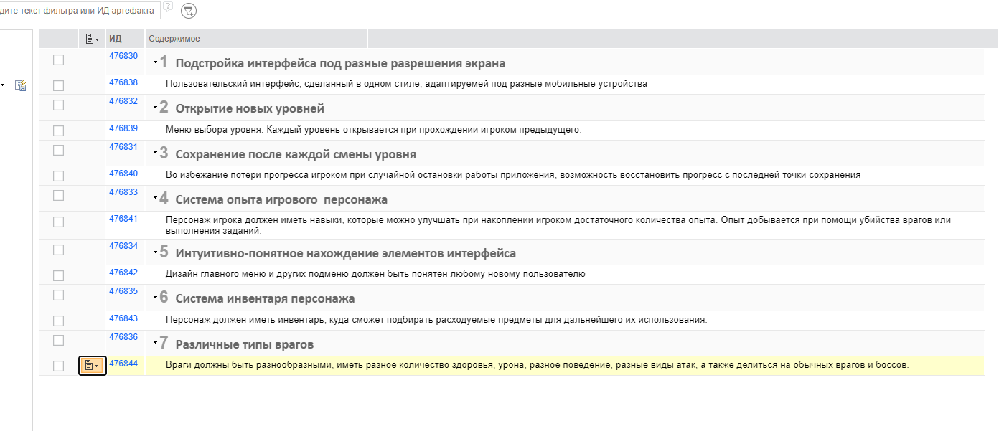 дите текст фильтра или ИД артефакта ?
ИД Содержимое
476830 1 Подстройка интерфейса под разные разрешения экрана
476838 Пользовательский интерфейс, сделанный в одном стиле, адаптируемей под разные мобильные устройства
476832 2 Открытие новых уровней
476839 Меню выбора уровня. Каждый уровень открывается при прохождении игроком предыдущего.
476831 3 Сохранение после каждой смены уровня
476840 Во избежание потери прогресса игроком при случайной остановки работы приложения, возможность восстановить прогресс с последней точки сохранения
476833 4 Система опыта игрового  персонажа
476841 Персонаж игрока должен иметь навыки, которые можно улучшать при накоплении игроком достаточного количества опыта. Опыт добывается при помощи убийства врагов или
выполнения заданий.
476834 5 Интуитивно-понятное нахождение элементов интерфейса
476842 Дизайн главного меню и других подменю должен быть понятен любому новому пользователю
476835 6 Система инвентаря персонажа
476843 Персонаж должен иметь инвентарь, куда сможет подбирать расходуемые предметы для дальнейшего их использования.
476836 7 Различные типы врагов
476844 Враги должны быть разнообразными, иметь разное количество здоровья, урона, разное поведение, разные виды атак, а также делиться на обычных врагов и боссов.